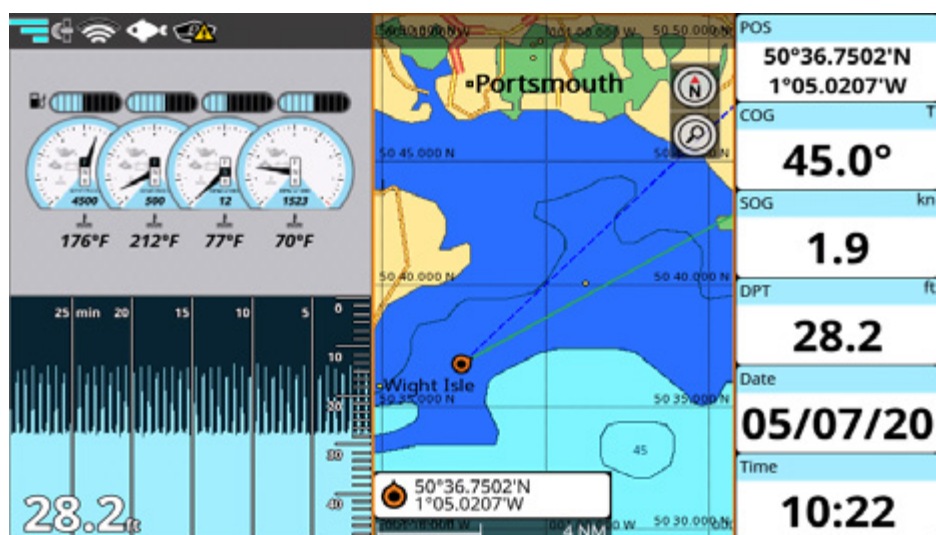 4500
500
12
1523
176°F
212°F
77°F
70°F
25 min 20 15 10 5 0
10
20
30
40
28.2ft
50 50.000
Portsmouth
N
50 45.000 N
50 40.000 N
50 40.000 N
Wight Isle
50 35.000 N
50 35.000 N
45
50°36.7502'N
1°05.0207'W
50 30.000 N
4 NM
POS
50°36.7502'N
1°05.0207'W
COG T
45.0°
SOG kn
1.9
DPT ft
28.2
Date
05/07/20
Time
10:22